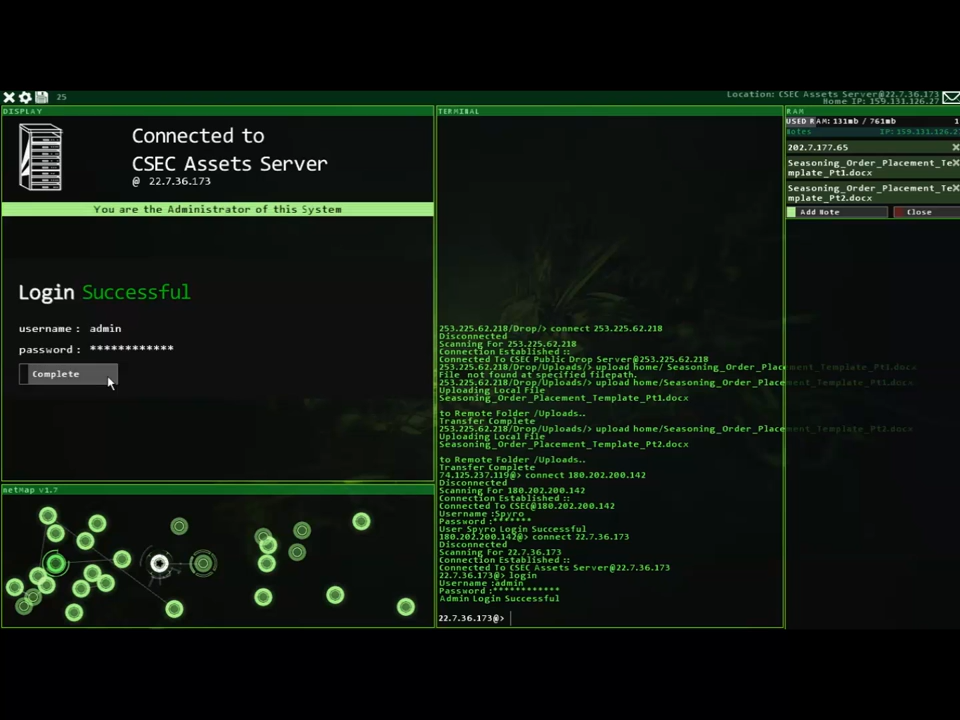 25
Location: CSEC Assets Server@22.7.36.173
Home IP: 159.131.126.27
DISPLAY
Connected to
CSEC Assets Server
@ 22.7.36.173
You are the Administrator of this System
Login Successful
username : admin
password : ************
Complete
netMap v1.7
TERMINAL
253.225.62.218/Drop/> connect 253.225.62.218
Disconnected
Scanning For 253.225.62.218
Connection Established ::
Connected To CSEC Public Drop Server@253.225.62.218
253.225.62.218/Drop/Uploads/> upload home/ Seasoning_Order_Placement_Template_Pt1.docx
File not found at specified filepath.
253.225.62.218/Drop/Uploads/> upload home/Seasoning_Order_Placement_Template_Pt1.docx
Uploading Local File
Seasoning_Order_Placement_Template_Pt1.docx
to Remote Folder /Uploads..
Transfer Complete
253.225.62.218/Drop/Uploads/> upload home/Seasoning_Order_Placement_Template_Pt2.docx
Uploading Local File
Seasoning_Order_Placement_Template_Pt2.docx
to Remote Folder /Uploads..
Transfer Complete
74.125.237.119@> connect 180.202.200.142
Disconnected
Scanning For 180.202.200.142
Connection Established ::
Connected To CSEC@180.202.200.142
Username :Spyro
Password :*******
User Spyro Login Successful
180.202.200.142@> connect 22.7.36.173
Disconnected
Scanning For 22.7.36.173
Connection Established ::
Connected To CSEC Assets Server@22.7.36.173
22.7.36.173@> login
Username :admin
Password :************
Admin Login Successful
22.7.36.173@>
RAM
USED RAM: 131mb / 761mb
1
Notes
IP: 159.131.126.2
202.7.177.65
Seasoning_Order_Placement_Te
mplate_Pt1.docx
Seasoning_Order_Placement_Te
mplate_Pt2.docx
Add Note
Close